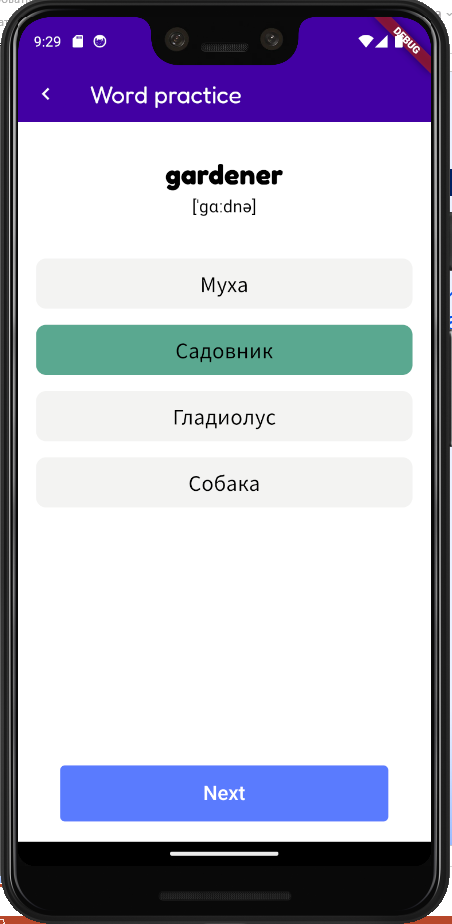 9:29
DEBUG
Word practice
gardener
[ˈɡɑːdnə]
Муха
Садовник
Гладиолус
Собака
Next